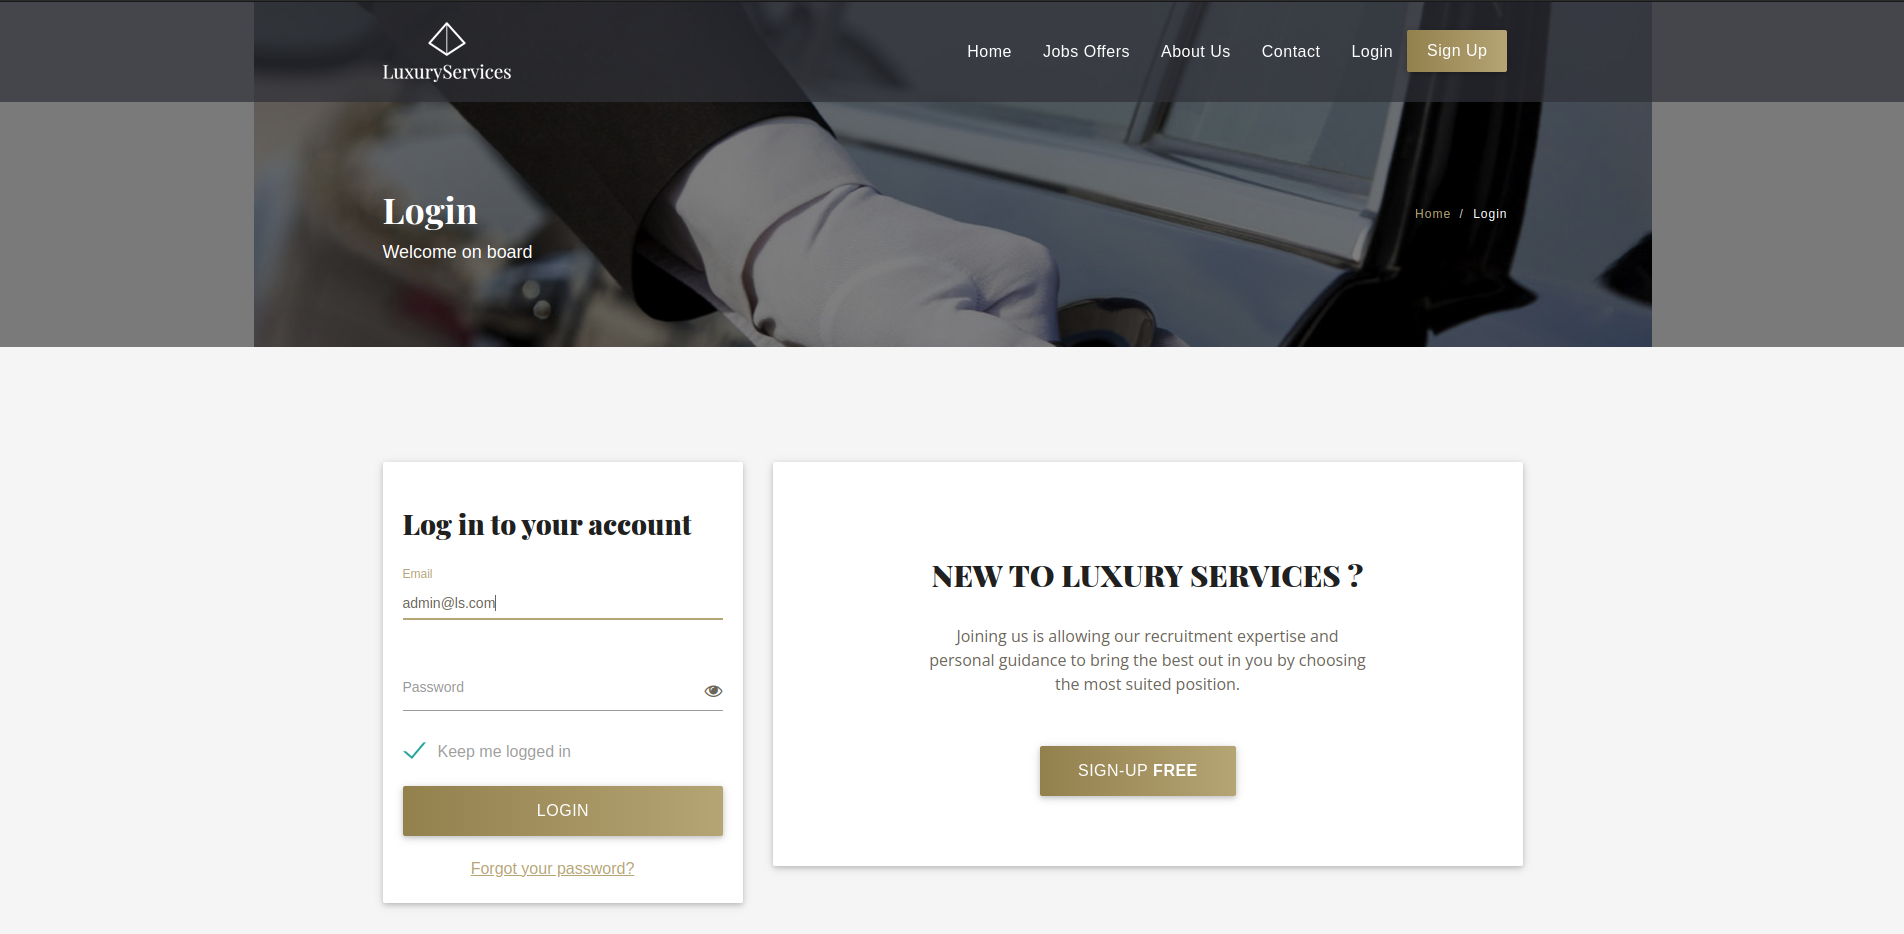 LuxuryServices
Home
Jobs Offers
About Us
Contact
Login
Sign Up
Login
Welcome on board
Home / Login
Log in to your account
Email
admin@ls.com
Password
Keep me logged in
LOGIN
Forgot your password?
NEW TO LUXURY SERVICES ?
Joining us is allowing our recruitment expertise and
personal guidance to bring the best out in you by choosing
the most suited position.
SIGN-UP FREE